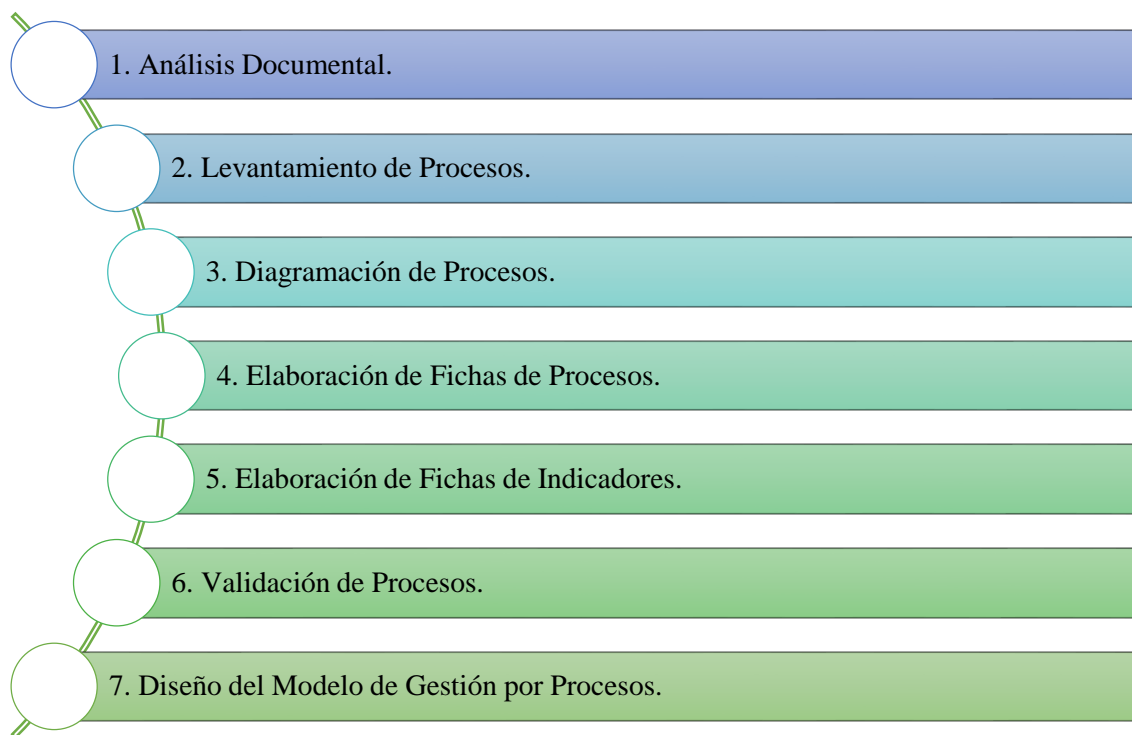 1. Análisis Documental.
2. Levantamiento de Procesos.
3. Diagramación de Procesos.
4. Elaboración de Fichas de Procesos.
5. Elaboración de Fichas de Indicadores.
6. Validación de Procesos.
7. Diseño del Modelo de Gestión por Procesos.